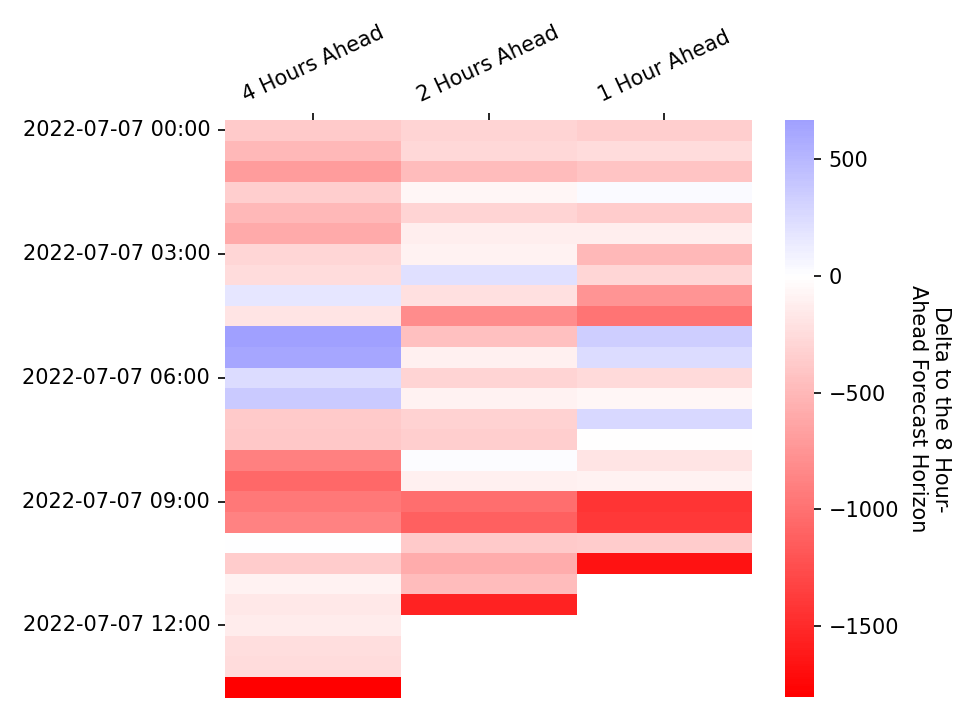 4 Hours Ahead
2 Hours Ahead
1 Hour Ahead
2022-07-07 00:00
2022-07-07 03:00
2022-07-07 06:00
2022-07-07 09:00
2022-07-07 12:00
500
0
−500
−1000
−1500
Delta to the 8 Hour-
Ahead Forecast Horizon